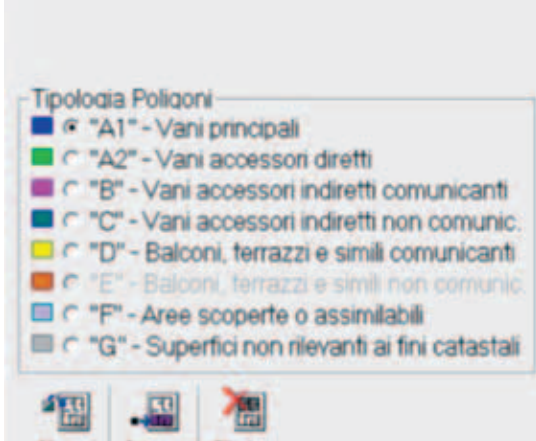 Tipologia Poligoni
"A1" - Vani principali
"A2" - Vani accessori diretti
"B" - Vani accessori indiretti comunicanti
"C" - Vani accessori indiretti non comunic.
"D" - Balconi, terrazzi e simili comunicanti
"E" - Balconi, terrazzi e simili non comunic.
"F" - Aree scoperte o assimilabili
"G" - Superfici non rilevanti ai fini catastali